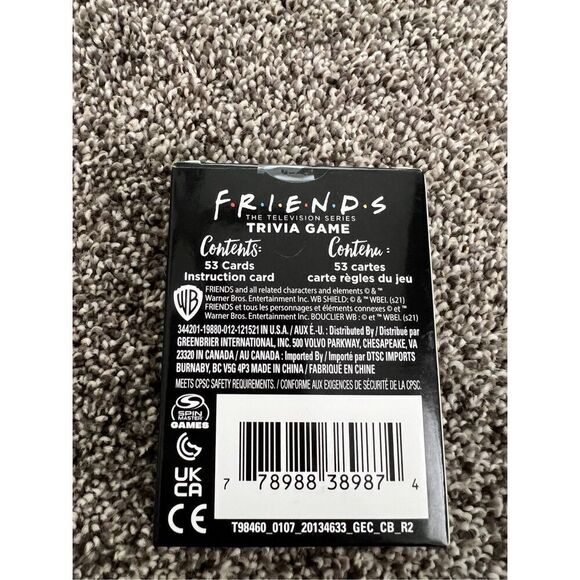 F·R·I·E·N·D·S
THE TELEVISION SERIES
TRIVIA GAME
Contents: Contenu :
53 Cards 53 cartes
Instruction card carte règles du jeu
FRIENDS and all related characters and elements © & ™
Warner Bros. Entertainment Inc. WB SHIELD: © & ™ WBEI. (s21)
FRIENDS et tous les personnages et éléments connexes © et ™
Warner Bros. Entertainment Inc. BOUCLIER WB : © et ™ WBEI. (s21)
WB
344201-19880-012-121521 IN U.S.A. / AUX É.-U. : Distributed By / Distribué par
GREENBRIER INTERNATIONAL, INC. 500 VOLVO PARKWAY, CHESAPEAKE, VA
23320 IN CANADA / AU CANADA : Imported By / Importé par DTSC IMPORTS
BURNABY, BC V5G 4P3 MADE IN CHINA / FABRIQUÉ EN CHINE
MEETS CPSC SAFETY REQUIREMENTS. / CONFORME AUX EXIGENCES DE SÉCURITÉ DE LA CPSC.
SPIN
MASTER
GAMES
UK
CA
CE
7 78988 38987 4
T98460_0107_20134633_GEC_CB_R2